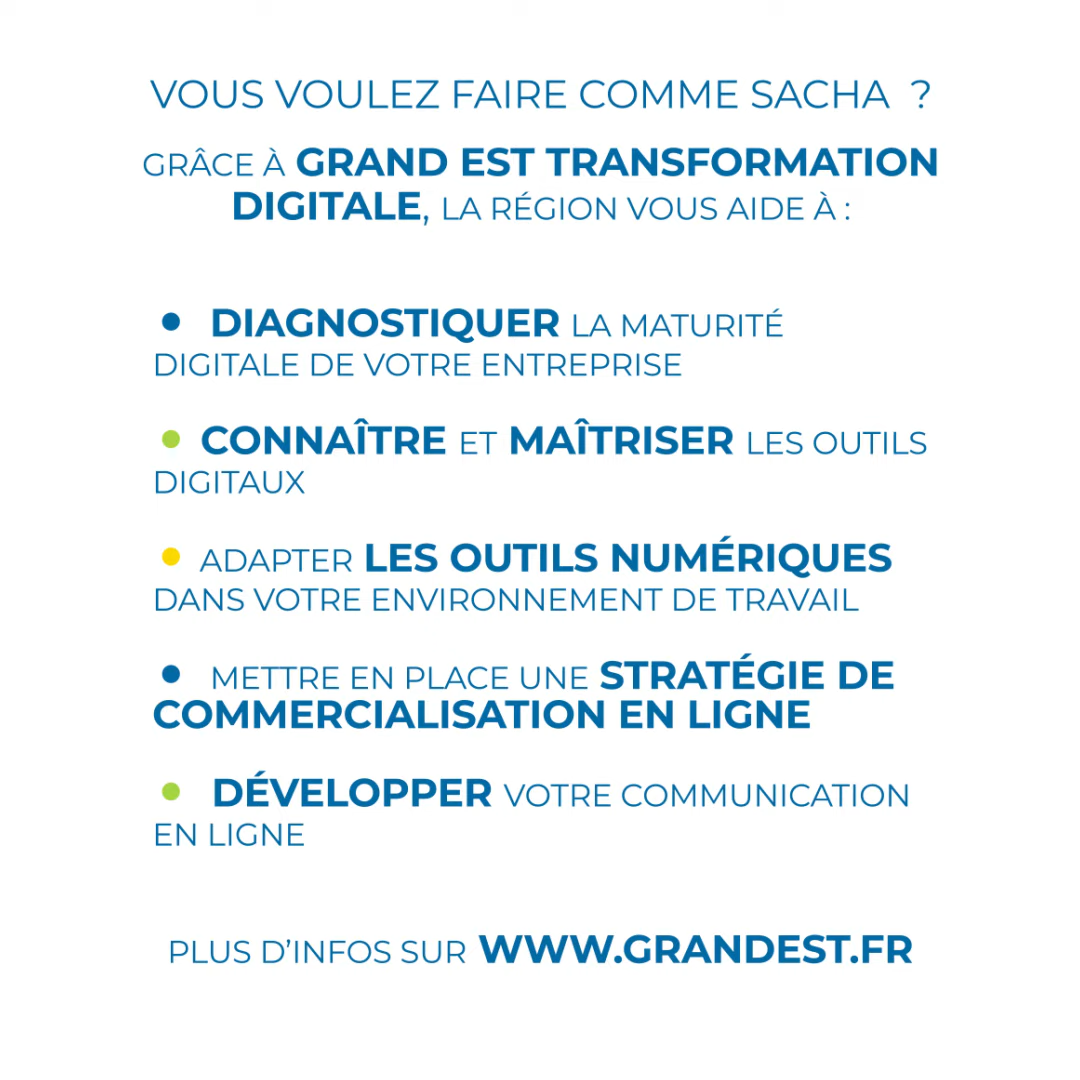 VOUS VOULEZ FAIRE COMME SACHA ?
GRÂCE À GRAND EST TRANSFORMATION
DIGITALE, LA RÉGION VOUS AIDE À :
• DIAGNOSTIQUER LA MATURITÉ
DIGITALE DE VOTRE ENTREPRISE
• CONNAÎTRE ET MAÎTRISER LES OUTILS
DIGITAUX
• ADAPTER LES OUTILS NUMÉRIQUES
DANS VOTRE ENVIRONNEMENT DE TRAVAIL
• METTRE EN PLACE UNE STRATÉGIE DE
COMMERCIALISATION EN LIGNE
• DÉVELOPPER VOTRE COMMUNICATION
EN LIGNE
PLUS D’INFOS SUR WWW.GRANDEST.FR